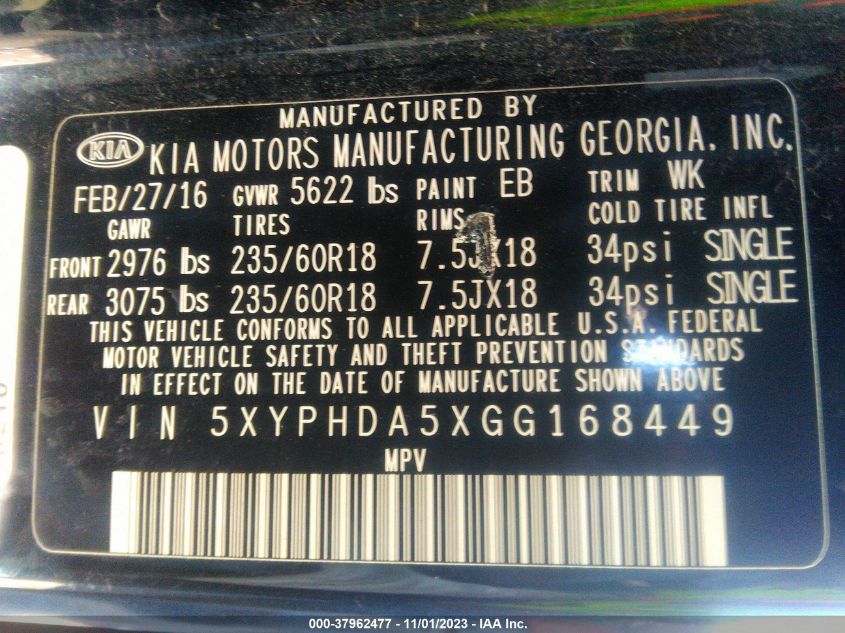 MANUFACTURED BY
KIA KIA MOTORS MANUFACTURING GEORGIA. INC.
FEB/27/16 GVWR 5622 lbs PAINT EB TRIM WK
GAWR TIRES RIMS COLD TIRE INFL
FRONT 2976 lbs 235/60R18 7.5JX18 34psi SINGLE
REAR 3075 lbs 235/60R18 7.5JX18 34psi SINGLE
THIS VEHICLE CONFORMS TO ALL APPLICABLE U.S.A. FEDERAL
MOTOR VEHICLE SAFETY AND THEFT PREVENTION STANDARDS
IN EFFECT ON THE DATE OF MANUFACTURE SHOWN ABOVE
VIN 5XYPHDA5XGG168449
MPV
000-37962477 - 11/01/2023 - IAA Inc.